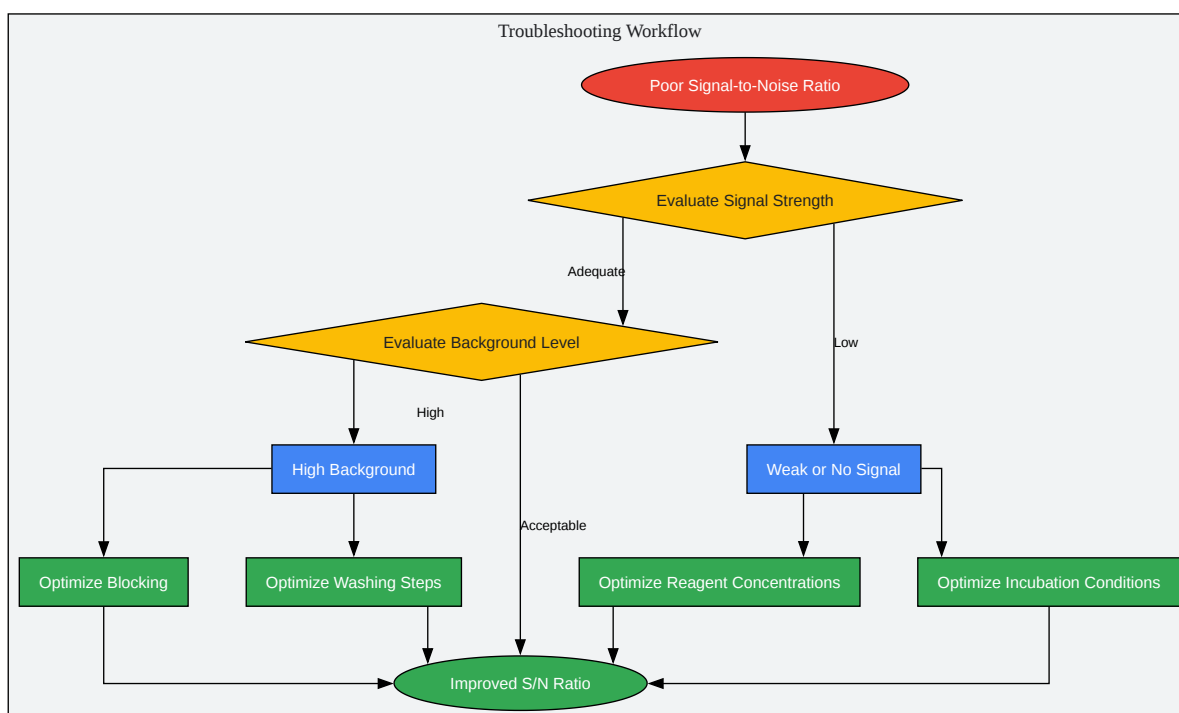 Troubleshooting Workflow
Poor Signal-to-Noise Ratio
Evaluate Signal Strength
Adequate
Evaluate Background Level
Low
High
High Background
Weak or No Signal
Acceptable
Optimize Blocking
Optimize Washing Steps
Optimize Reagent Concentrations
Optimize Incubation Conditions
Improved S/N Ratio